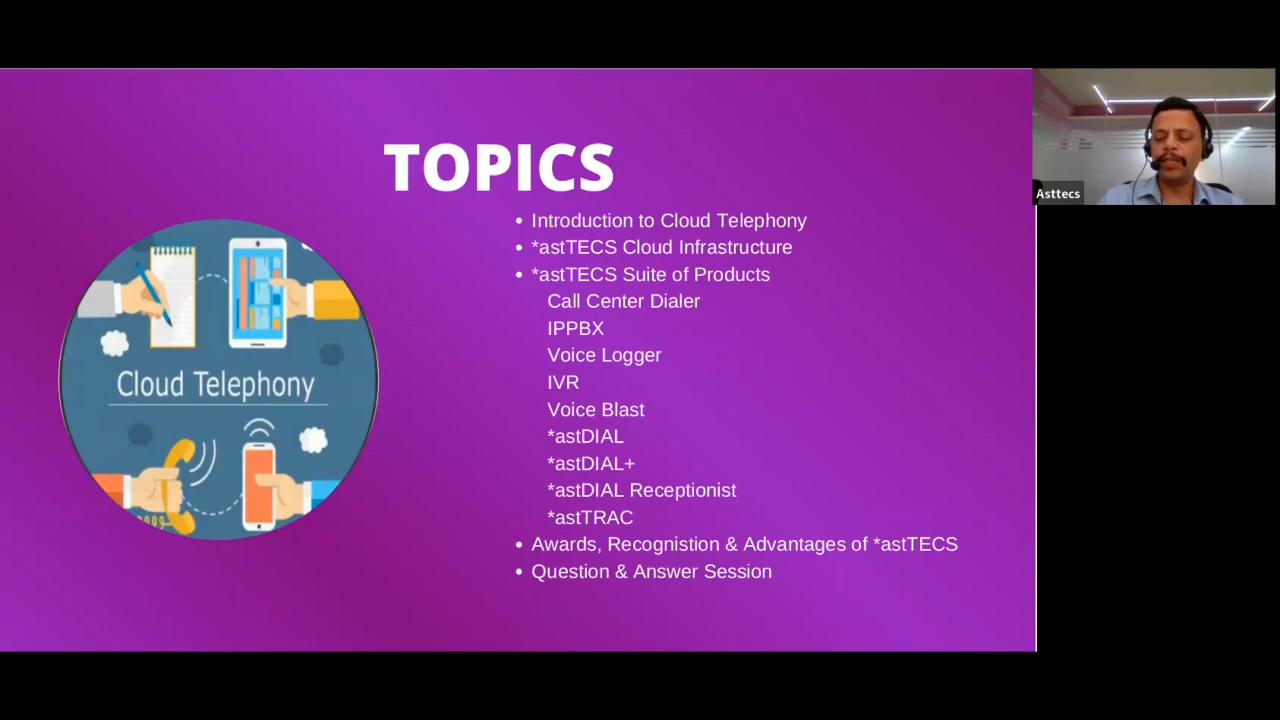 TOPICS
• Introduction to Cloud Telephony
• *astTECS Cloud Infrastructure
• *astTECS Suite of Products
Call Center Dialer
IPPBX
Voice Logger
IVR
Voice Blast
*astDIAL
*astDIAL+
*astDIAL Receptionist
*astTRAC
• Awards, Recognistion & Advantages of *astTECS
• Question & Answer Session
Cloud Telephony
Asttecs